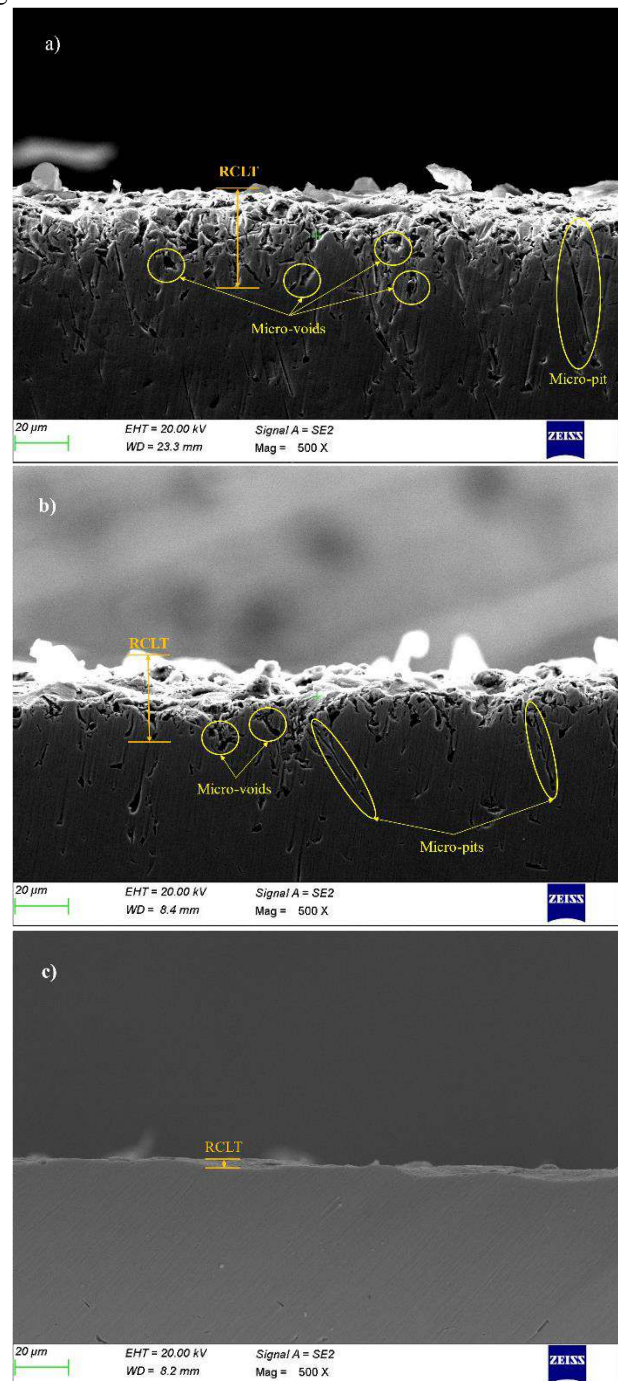 a)
RCLT
Micro-voids
Micro-pit
20 µm
EHT = 20.00 kV
Signal A = SE2
WD = 23.3 mm
Mag = 500 X
ZEISS
b)
RCLT
Micro-voids
Micro-pits
20 µm
EHT = 20.00 kV
Signal A = SE2
WD = 8.4 mm
Mag = 500 X
ZEISS
c)
RCLT
20 µm
EHT = 20.00 kV
Signal A = SE2
WD = 8.2 mm
Mag = 500 X
ZEISS